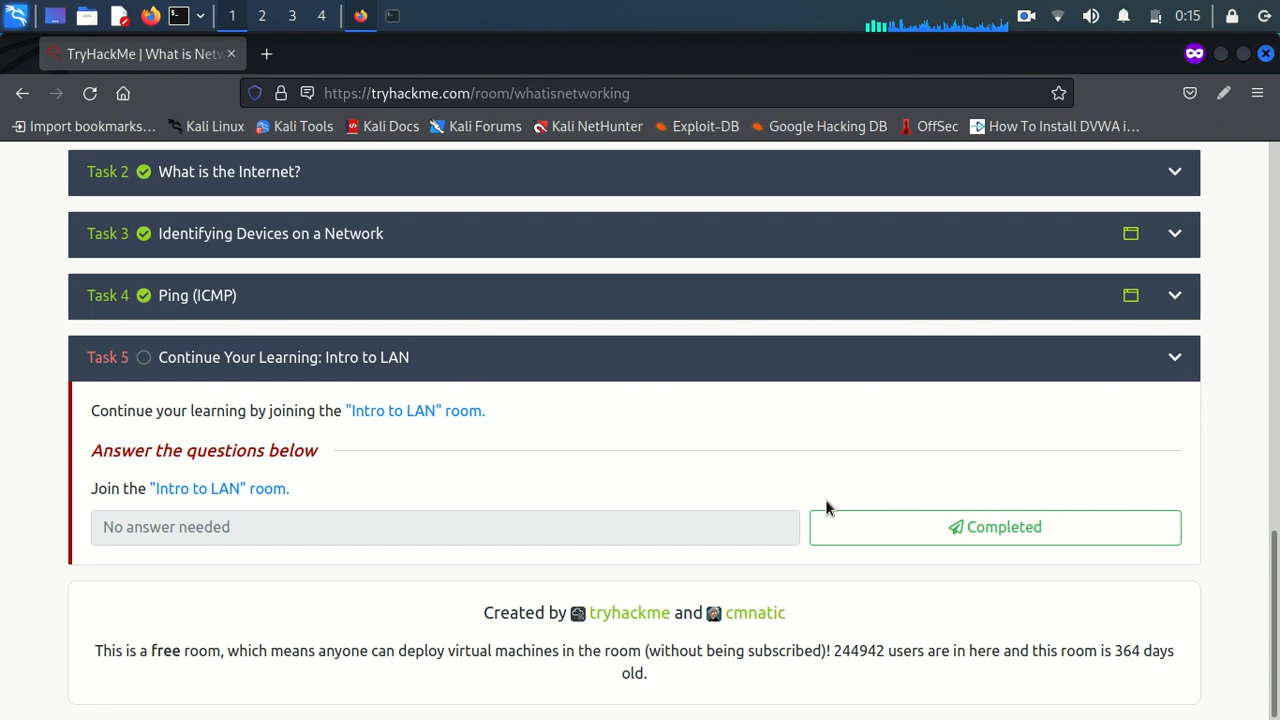 1 2 3 4 0:15
TryHackMe | What is Netw
https://tryhackme.com/room/whatisnetworking
Import bookmarks... Kali Linux Kali Tools Kali Docs Kali Forums Kali NetHunter Exploit-DB Google Hacking DB OffSec How To Install DVWA i...
Task 2 What is the Internet?
Task 3 Identifying Devices on a Network
Task 4 Ping (ICMP)
Task 5 Continue Your Learning: Intro to LAN
Continue your learning by joining the "Intro to LAN" room.
Answer the questions below
Join the "Intro to LAN" room.
No answer needed Completed
Created by tryhackme and cmnatic
This is a free room, which means anyone can deploy virtual machines in the room (without being subscribed)! 244942 users are in here and this room is 364 days
old.